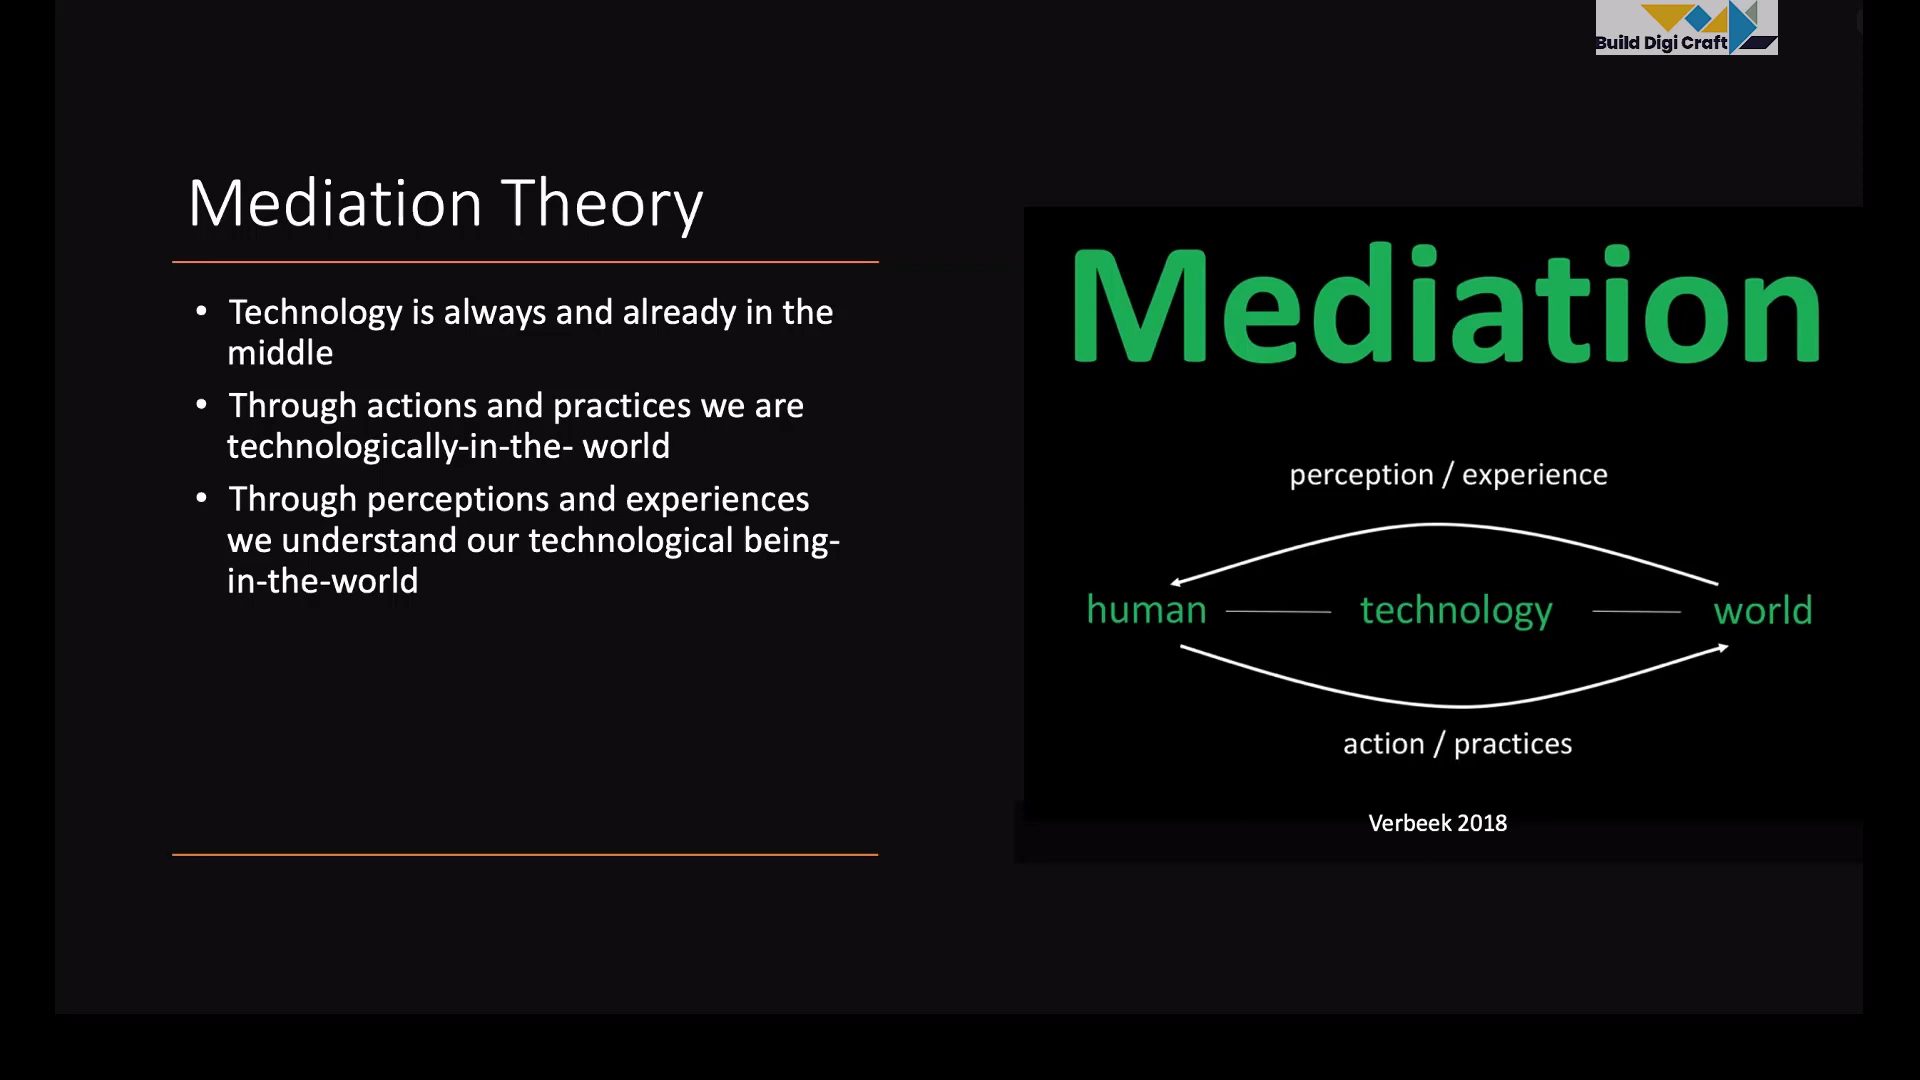 Build Digi Craft
Mediation Theory
• Technology is always and already in the
middle
• Through actions and practices we are
technologically-in-the- world
• Through perceptions and experiences
we understand our technological being-
in-the-world
Mediation
perception / experience
human technology world
action / practices
Verbeek 2018